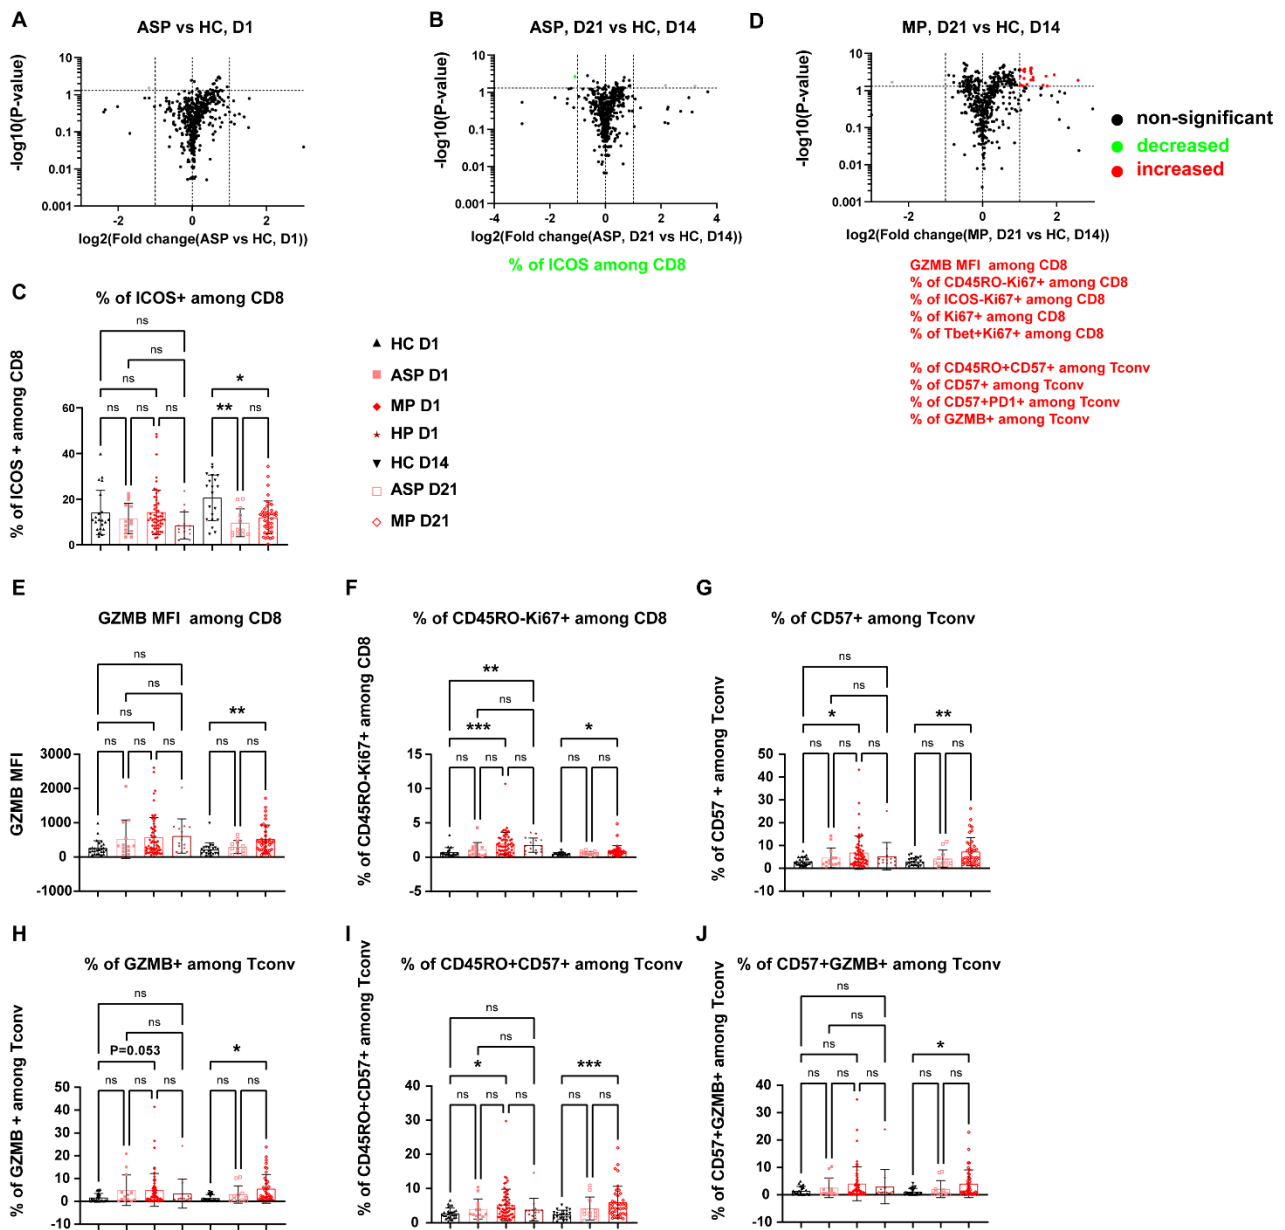 A
ASP vs HC, D1
-log10(P-value)
10
1
0.1
0.01
0.001
-2
0
2
log2(Fold change(ASP vs HC, D1))
B
ASP, D21 vs HC, D14
-log10(P-value)
10
1
0.1
0.01
0.001
-4
-2
0
2
4
log2(Fold change(ASP, D21 vs HC, D14))
% of ICOS among CD8
D
MP, D21 vs HC, D14
-log10(P-value)
10
1
0.1
0.01
0.001
-2
0
2
log2(Fold change(MP, D21 vs HC, D14))
non-significant
decreased
increased
GZMB MFI among CD8
% of CD45RO-Ki67+ among CD8
% of ICOS-Ki67+ among CD8
% of Ki67+ among CD8
% of Tbet+Ki67+ among CD8
% of CD45RO+CD57+ among Tconv
% of CD57+ among Tconv
% of CD57+PD1+ among Tconv
% of GZMB+ among Tconv
C
% of ICOS+ among CD8
% of ICOS + among CD8
ns
ns
ns
*
ns
ns
ns
**
ns
60
40
20
0
HC D1
ASP D1
MP D1
HP D1
HC D14
ASP D21
MP D21
E
GZMB MFI among CD8
GZMB MFI
ns
ns
ns
**
ns
ns
ns
ns
ns
3000
2000
1000
0
-1000
F
% of CD45RO-Ki67+ among CD8
% of CD45RO-Ki67+ among CD8
**
ns
***
*
ns
ns
ns
ns
ns
15
10
5
0
-5
G
% of CD57+ among Tconv
% of CD57 + among Tconv
ns
ns
*
**
ns
ns
ns
ns
ns
50
40
30
20
10
0
-10
H
% of GZMB+ among Tconv
% of GZMB + among Tconv
ns
ns
P=0.053
*
ns
ns
ns
ns
ns
50
40
30
20
10
0
-10
I
% of CD45RO+CD57+ among Tconv
% of CD45RO+CD57+ among Tconv
ns
ns
*
***
ns
ns
ns
ns
ns
40
30
20
10
0
J
% of CD57+GZMB+ among Tconv
% of CD57+GZMB+ among Tconv
ns
ns
*
*
ns
ns
ns
ns
ns
40
30
20
10
0
-10